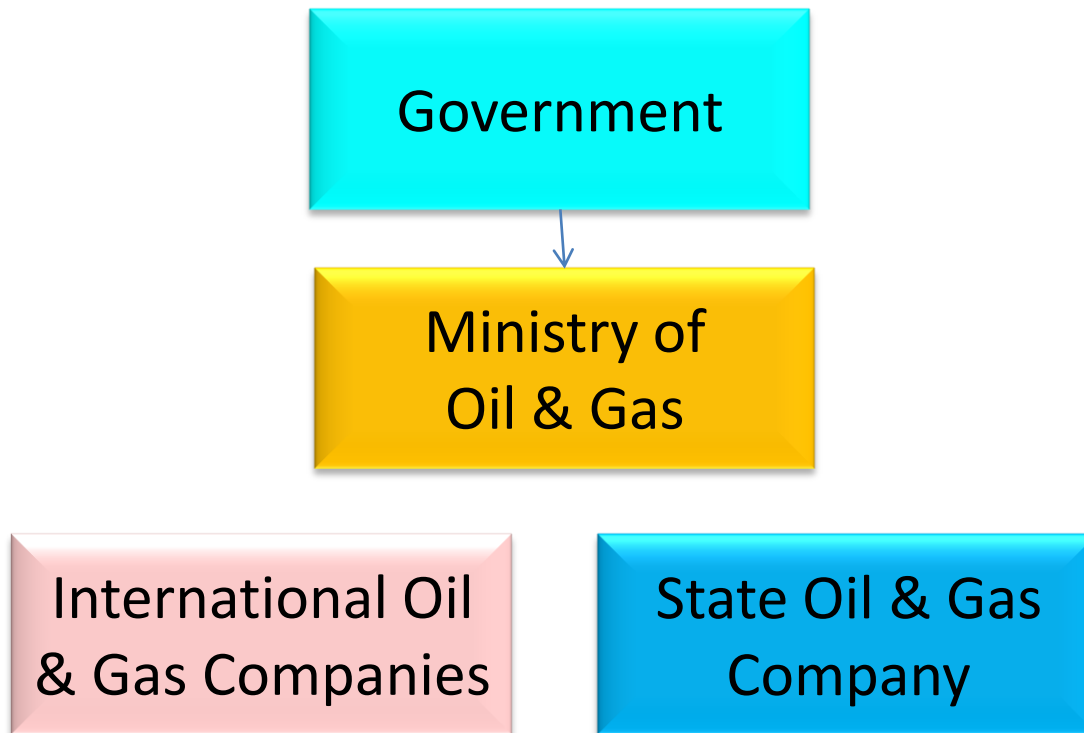 Government
Ministry of
Oil & Gas
International Oil
& Gas Companies
State Oil & Gas
Company